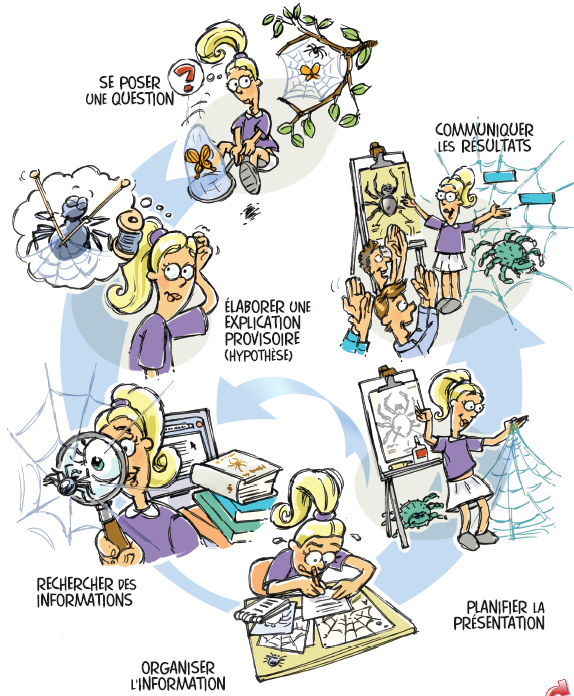 SE POSER
UNE QUESTION
?
ÉLABORER UNE
EXPLICATION
PROVISOIRE
(HYPOTHÈSE)
RECHERCHER DES
INFORMATIONS
ORGANISER
L'INFORMATION
PLANIFIER LA
PRÉSENTATION
COMMUNIQUER
LES RÉSULTATS